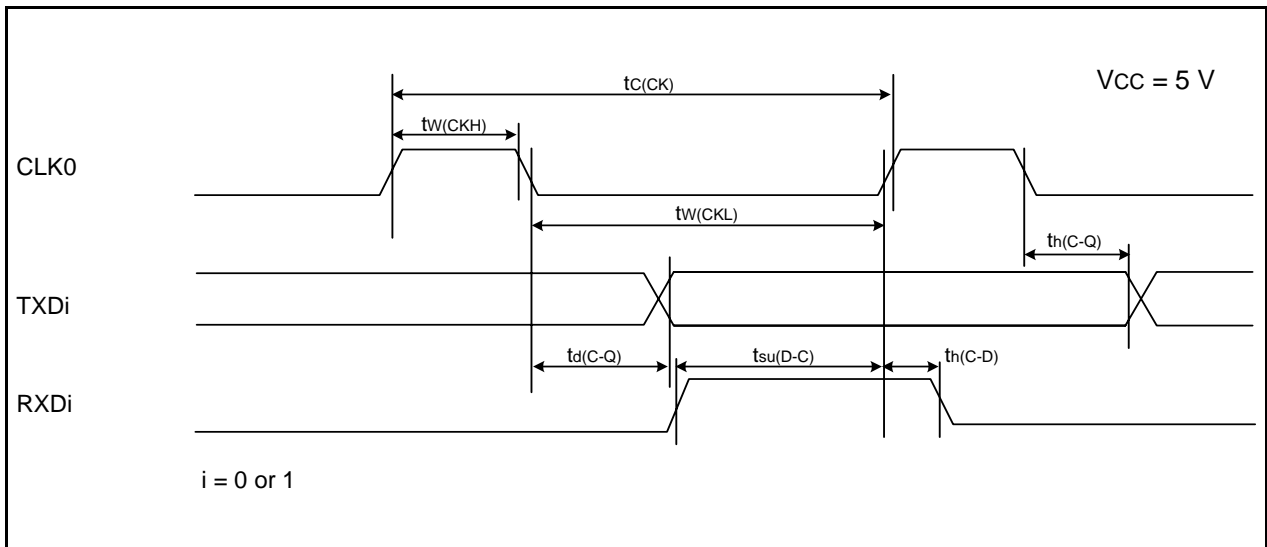 tC(CK)
VCC = 5 V
tW(CKH)
CLK0
tW(CKL)
th(C-Q)
TXDi
td(C-Q)
tsu(D-C)
th(C-D)
RXDi
i = 0 or 1